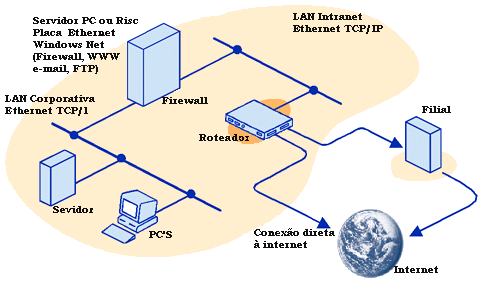 Servidor PC ou Risc
Placa Ethernet
Windows Net
(Firewall, WWW
e-mail, FTP)
LAN Intranet
Ethernet TCP/IP
LAN Corporativa
Ethernet TCP/1
Firewall
Filial
Roteador
Sevidor
PC'S
Conexão direta
à internet
Internet